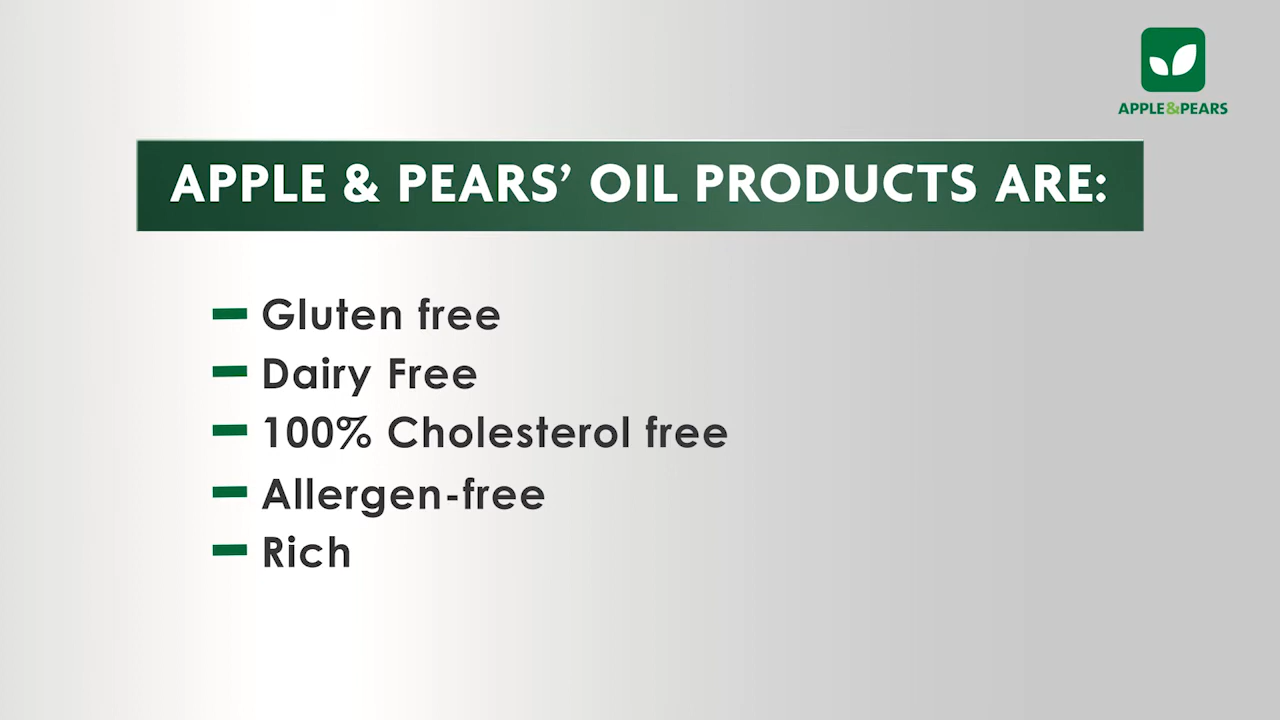 APPLE&PEARS
APPLE & PEARS’ OIL PRODUCTS ARE:
Gluten free
Dairy Free
100% Cholesterol free
Allergen-free
Rich